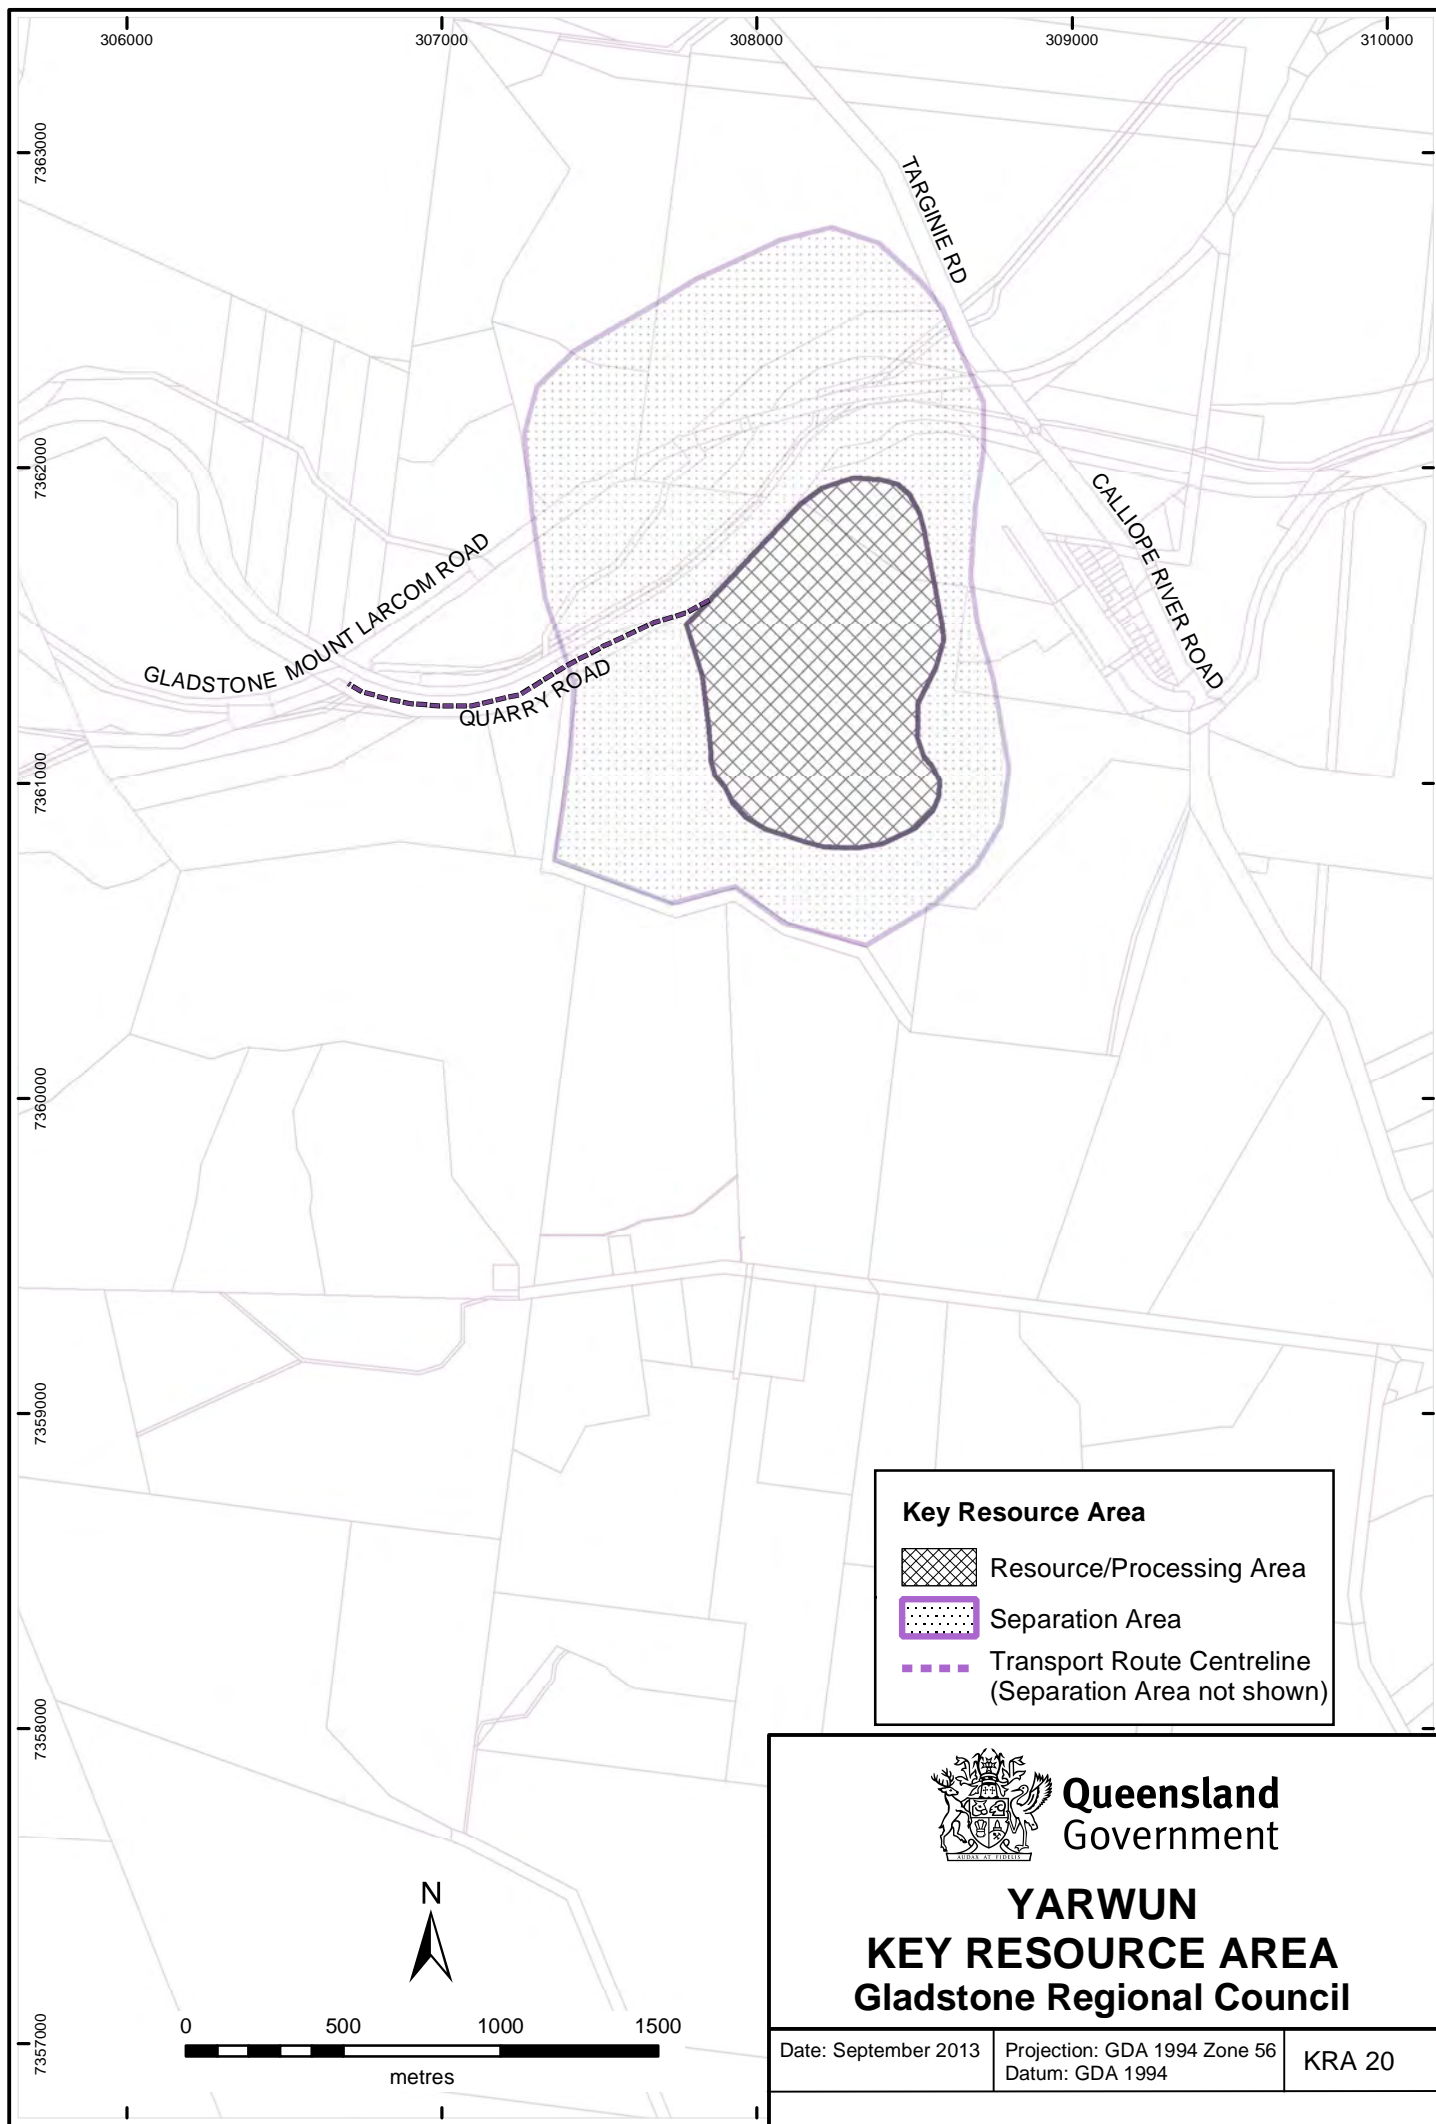 306000
307000
308000
309000
310000
7363000
7362000
7361000
7360000
7359000
7358000
7357000
TARGINIE RD
CALLIOPE RIVER ROAD
GLADSTONE MOUNT LARCOM ROAD
QUARRY ROAD
Key Resource Area
Resource/Processing Area
Separation Area
Transport Route Centreline
(Separation Area not shown)
AUDAX AT FIDELIS
Queensland
Government
YARWUN
KEY RESOURCE AREA
Gladstone Regional Council
Date: September 2013
Projection: GDA 1994 Zone 56
Datum: GDA 1994
KRA 20
N
0
500
1000
1500
metres